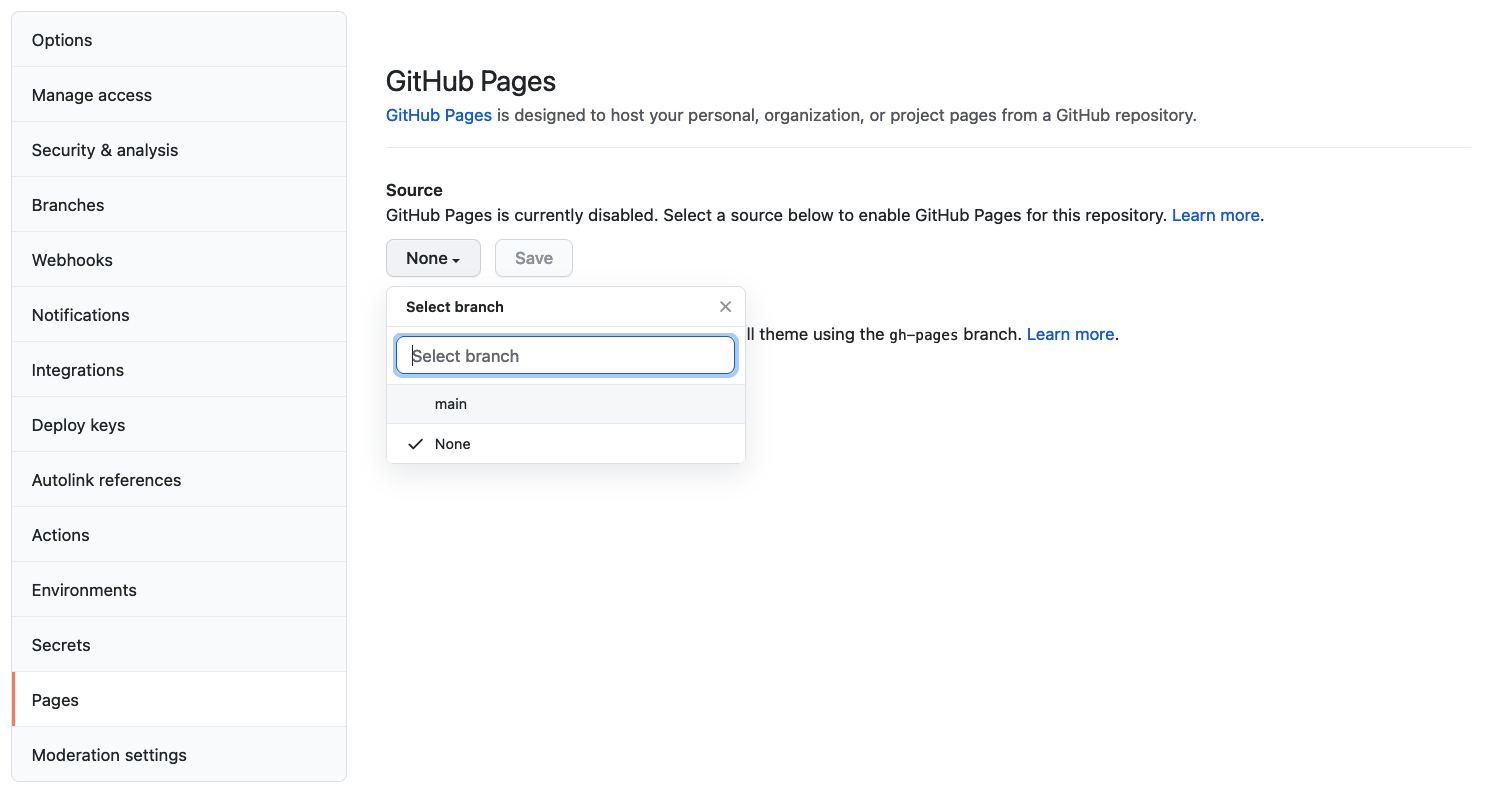 Options
Manage access
Security & analysis
Branches
Webhooks
Notifications
Integrations
Deploy keys
Autolink references
Actions
Environments
Secrets
Pages
Moderation settings
GitHub Pages
GitHub Pages is designed to host your personal, organization, or project pages from a GitHub repository.
Source
GitHub Pages is currently disabled. Select a source below to enable GitHub Pages for this repository. Learn more.
None
Save
Select branch
Select branch
main
None
theme using the gh-pages branch. Learn more.